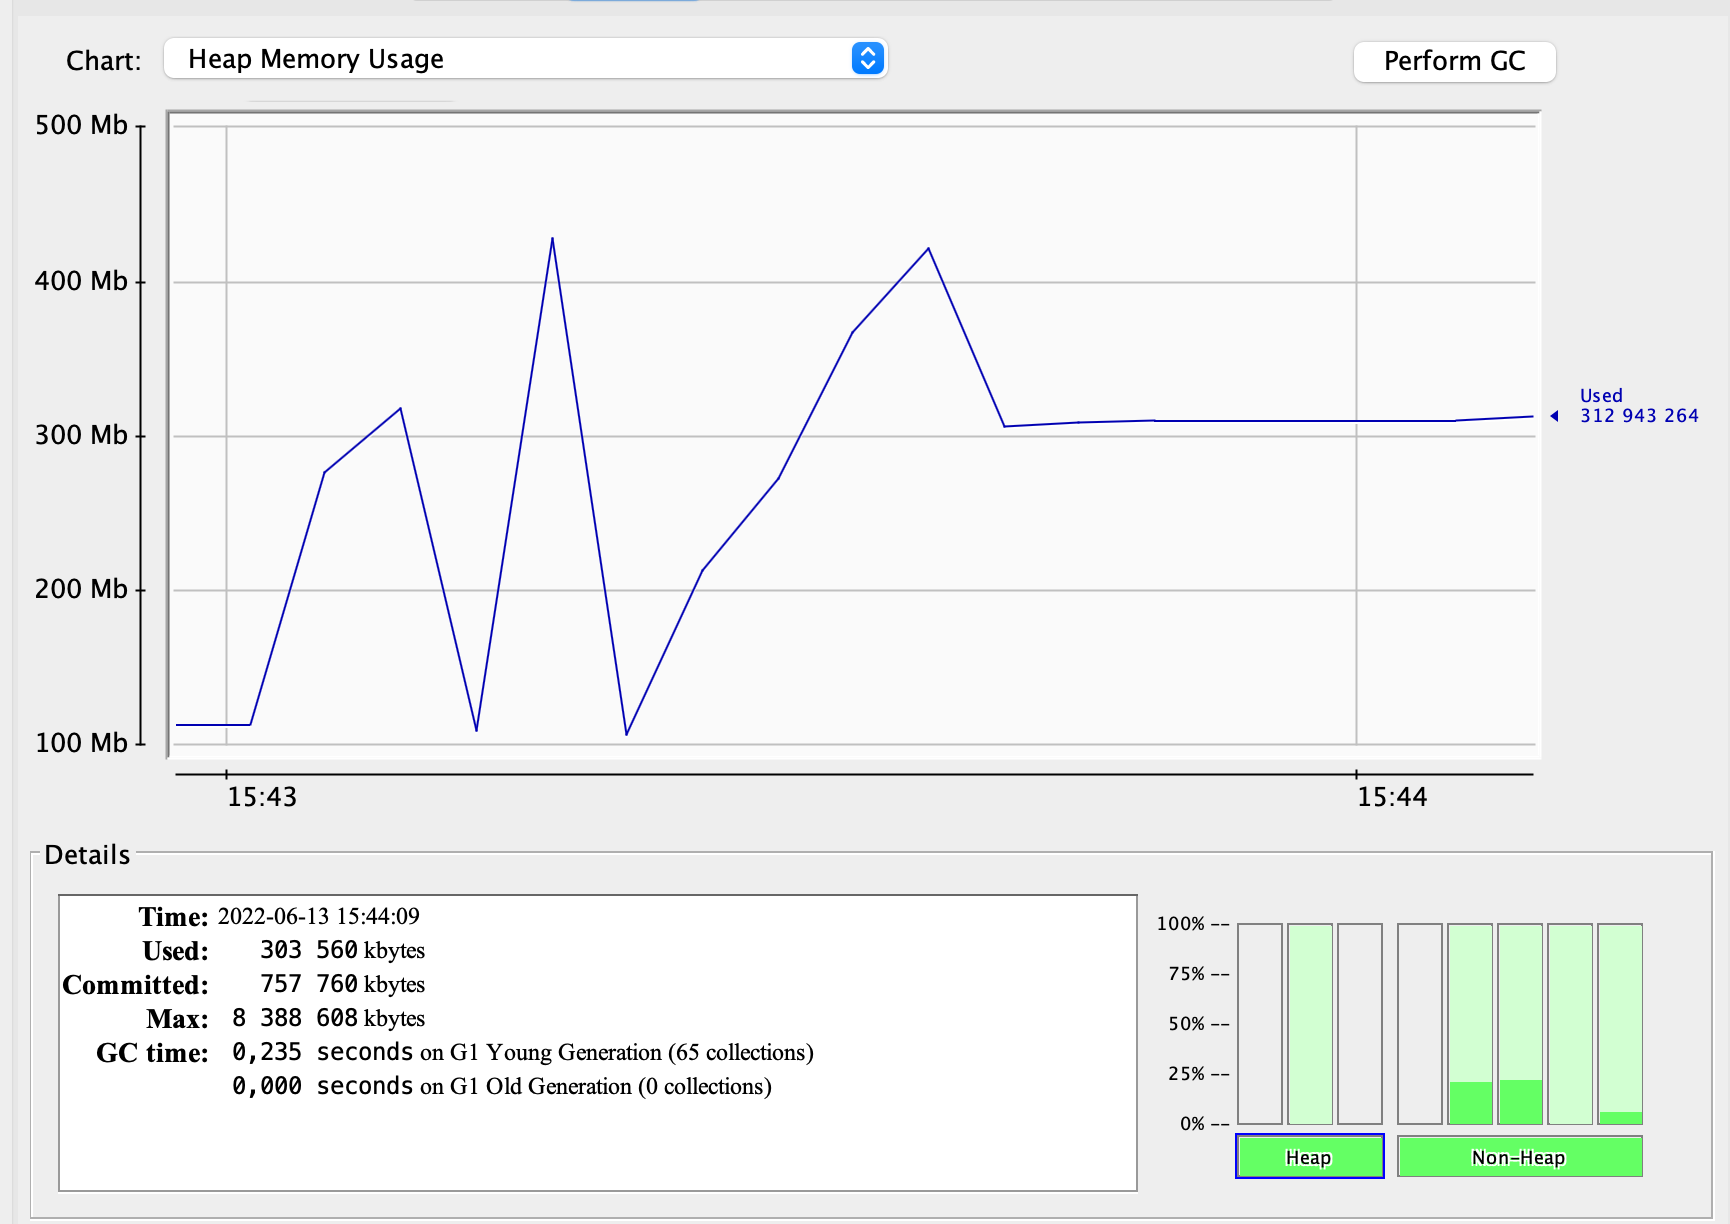 Chart: Heap Memory Usage Perform GC
500 Mb
400 Mb
300 Mb
200 Mb
100 Mb
Used
312 943 264
15:43 15:44
Details
Time: 2022-06-13 15:44:09
Used: 303 560 kbytes
Committed: 757 760 kbytes
Max: 8 388 608 kbytes
GC time: 0,235 seconds on G1 Young Generation (65 collections)
0,000 seconds on G1 Old Generation (0 collections)
100% --
75% --
50% --
25% --
0% --
Heap Non-Heap